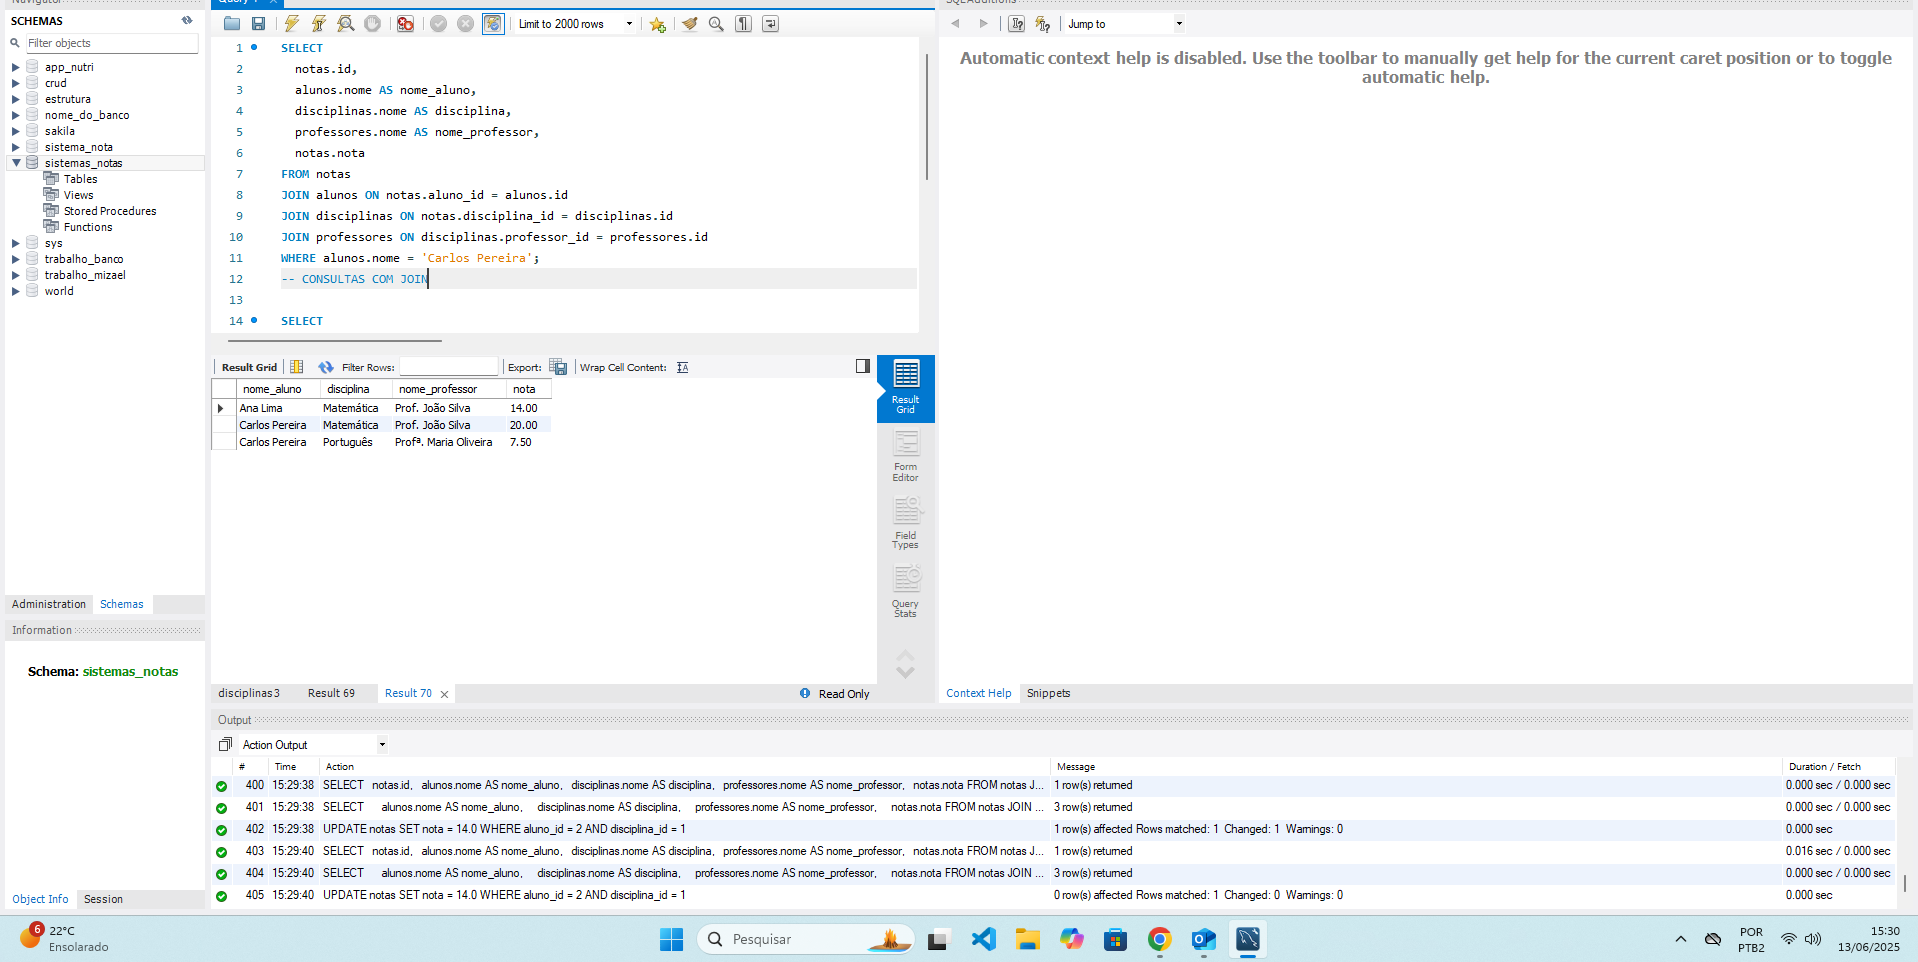 SCHEMAS
Filter objects
app_nutri
crud
estrutura
nome_do_banco
sakila
sistema_nota
sistemas_notas
Tables
Views
Stored Procedures
Functions
sys
trabalho_banco
trabalho_mizael
world
Administration Schemas
Information
Schema: sistemas_notas
Object Info Session
Limit to 2000 rows
1 SELECT
2 notas.id,
3 alunos.nome AS nome_aluno,
4 disciplinas.nome AS disciplina,
5 professores.nome AS nome_professor,
6 notas.nota
7 FROM notas
8 JOIN alunos ON notas.aluno_id = alunos.id
9 JOIN disciplinas ON notas.disciplina_id = disciplinas.id
10 JOIN professores ON disciplinas.professor_id = professores.id
11 WHERE alunos.nome = 'Carlos Pereira';
12 -- CONSULTAS COM JOIN
13
14 SELECT
Result Grid Filter Rows: Export: Wrap Cell Content:
nome_aluno disciplina nome_professor nota
Ana Lima Matemática Prof. João Silva 14.00
Carlos Pereira Matemática Prof. João Silva 20.00
Carlos Pereira Português Profª. Maria Oliveira 7.50
Result
Grid
Form
Editor
Field
Types
Query
Stats
disciplinas3 Result 69 Result 70 Read Only
Jump to
Automatic context help is disabled. Use the toolbar to manually get help for the current caret position or to toggle
automatic help.
Context Help Snippets
Output
Action Output
# Time Action Message Duration / Fetch
400 15:29:38 SELECT notas.id, alunos.nome AS nome_aluno, disciplinas.nome AS disciplina, professores.nome AS nome_professor, notas.nota FROM notas J... 1 row(s) returned 0.000 sec / 0.000 sec
401 15:29:38 SELECT alunos.nome AS nome_aluno, disciplinas.nome AS disciplina, professores.nome AS nome_professor, notas.nota FROM notas JOIN ... 3 row(s) returned 0.000 sec / 0.000 sec
402 15:29:38 UPDATE notas SET nota = 14.0 WHERE aluno_id = 2 AND disciplina_id = 1 1 row(s) affected Rows matched: 1 Changed: 1 Warnings: 0 0.000 sec
403 15:29:40 SELECT notas.id, alunos.nome AS nome_aluno, disciplinas.nome AS disciplina, professores.nome AS nome_professor, notas.nota FROM notas J... 1 row(s) returned 0.016 sec / 0.000 sec
404 15:29:40 SELECT alunos.nome AS nome_aluno, disciplinas.nome AS disciplina, professores.nome AS nome_professor, notas.nota FROM notas JOIN ... 3 row(s) returned 0.000 sec / 0.000 sec
405 15:29:40 UPDATE notas SET nota = 14.0 WHERE aluno_id = 2 AND disciplina_id = 1 0 row(s) affected Rows matched: 1 Changed: 0 Warnings: 0 0.000 sec
6
22°C
Ensolarado
Pesquisar
POR
PTB2
15:30
13/06/2025